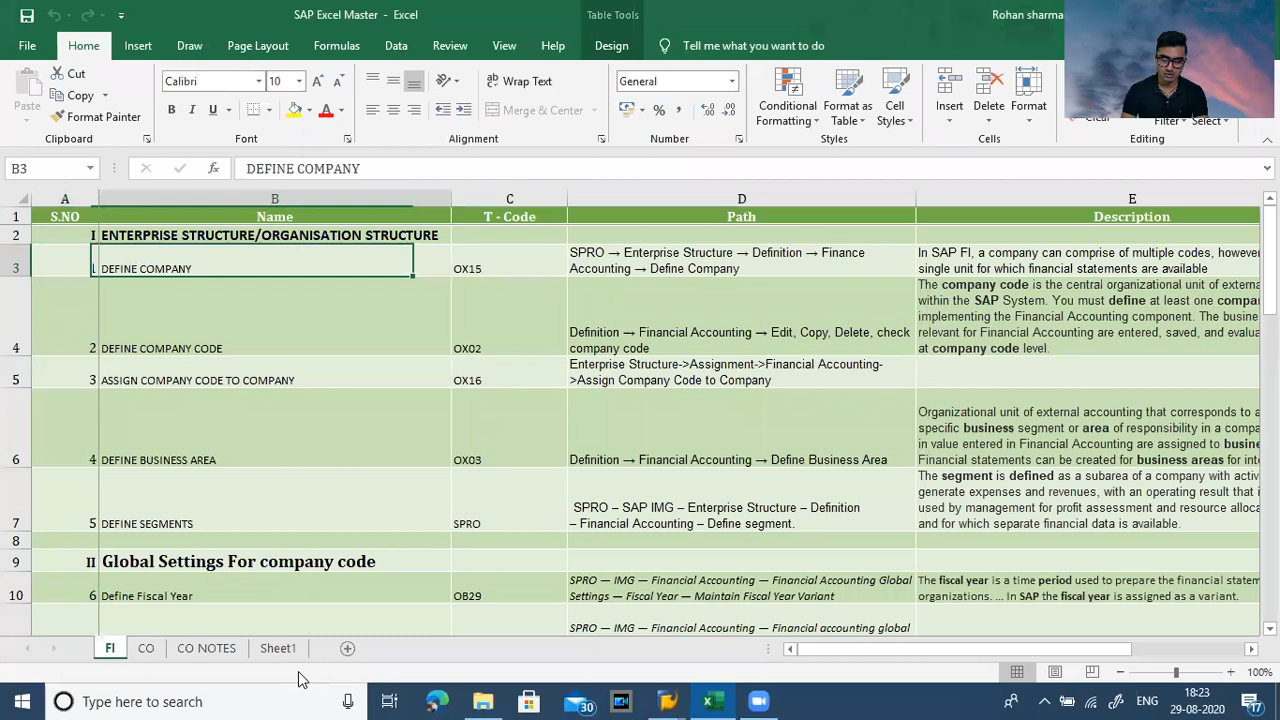 SAP Excel Master - Excel
Table Tools
Rohan sharma
File Home Insert Draw Page Layout Formulas Data Review View Help Design Tell me what you want to do
Paste
Cut
Copy
Format Painter
Calibri 10
B I U
Wrap Text
Merge & Center
General
Conditional Formatting
Format as Table
Cell Styles
Insert
Delete
Format
Clear
Filter
Select
Clipboard Font Alignment Number Styles Cells Editing
B3 fx DEFINE COMPANY
A B C D E
1 S.NO Name T - Code Path Description
2 I ENTERPRISE STRUCTURE/ORGANISATION STRUCTURE
SPRO → Enterprise Structure → Definition → Finance In SAP FI, a company can comprise of multiple codes, howeve
3 1 DEFINE COMPANY OX15 Accounting → Define Company single unit for which financial statements are available
The company code is the central organizational unit of externa
within the SAP System. You must define at least one compa
implementing the Financial Accounting component. The busine
Definition → Financial Accounting → Edit, Copy, Delete, check relevant for Financial Accounting are entered, saved, and evalua
4 2 DEFINE COMPANY CODE OX02 company code at company code level.
Enterprise Structure->Assignment->Financial Accounting-
5 3 ASSIGN COMPANY CODE TO COMPANY OX16 >Assign Company Code to Company
Organizational unit of external accounting that corresponds to a
specific business segment or area of responsibility in a compa
in value entered in Financial Accounting are assigned to busine
6 4 DEFINE BUSINESS AREA OX03 Definition → Financial Accounting → Define Business Area Financial statements can be created for business areas for inte
The segment is defined as a subarea of a company with activ
generate expenses and revenues, with an operating result that i
SPRO – SAP IMG – Enterprise Structure – Definition used by management for profit assessment and resource alloca
7 5 DEFINE SEGMENTS SPRO – Financial Accounting – Define segment. and for which separate financial data is available.
8
9 II Global Settings For company code
SPRO — IMG — Financial Accounting — Financial Accounting Global The fiscal year is a time period used to prepare the financial statem
10 6 Define Fiscal Year OB29 Settings — Fiscal Year — Maintain Fiscal Year Variant organizations. ... In SAP the fiscal year is assigned as a variant.
SPRO — IMG — Financial Accounting — Financial accounting global
FI CO CO NOTES Sheet1
100%
Type here to search
30
ENG
18:23
29-08-2020
17